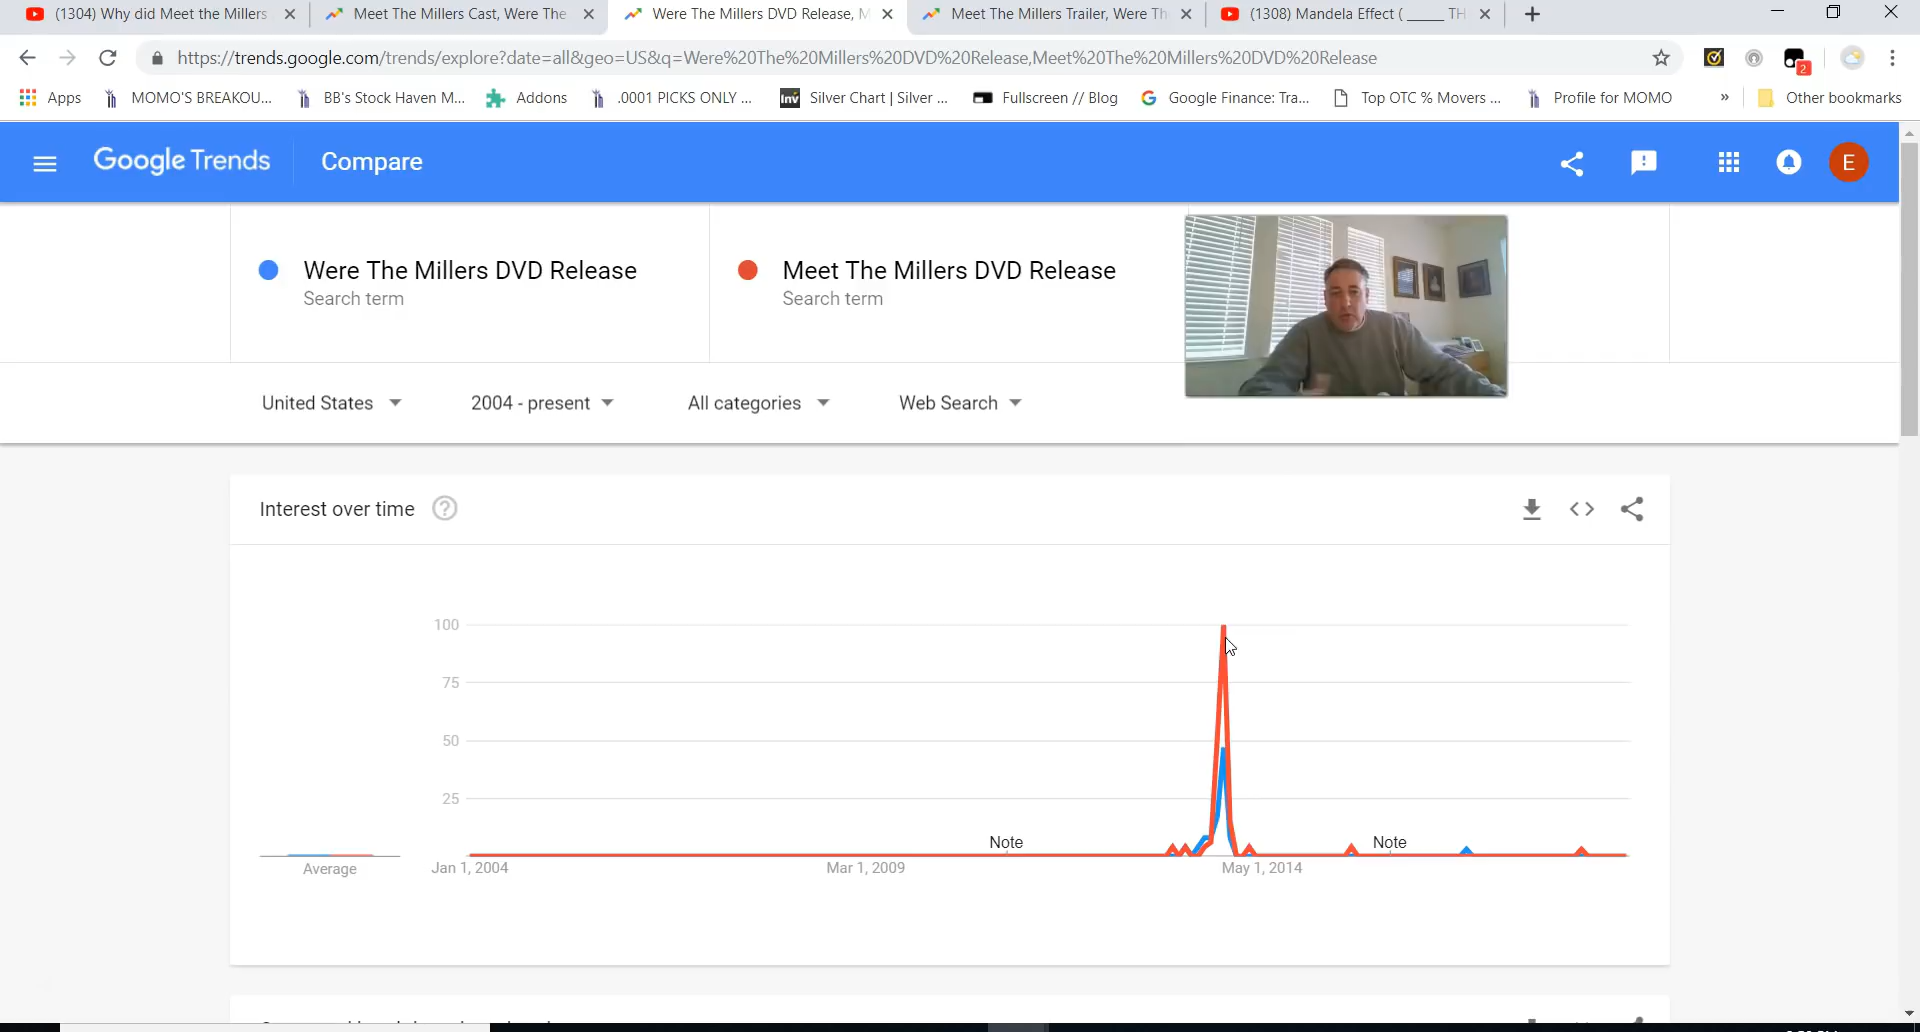 (1304) Why did Meet the Millers
Meet The Millers Cast, Were The
Were The Millers DVD Release, M
Meet The Millers Trailer, Were Th
(1308) Mandela Effect ( _____ TH
https://trends.google.com/trends/explore?date=all&geo=US&q=Were%20The%20Millers%20DVD%20Release,Meet%20The%20Millers%20DVD%20Release
2
Apps
MOMO'S BREAKOU...
BB's Stock Haven M...
Addons
.0001 PICKS ONLY ...
Inv
Silver Chart | Silver ...
Fullscreen // Blog
Google Finance: Tra...
Top OTC % Movers ...
Profile for MOMO
»
Other bookmarks
Google Trends
Compare
E
Were The Millers DVD Release
Search term
Meet The Millers DVD Release
Search term
United States
2004 - present
All categories
Web Search
Interest over time
100
75
50
25
Note
Note
Average
Jan 1, 2004
Mar 1, 2009
May 1, 2014